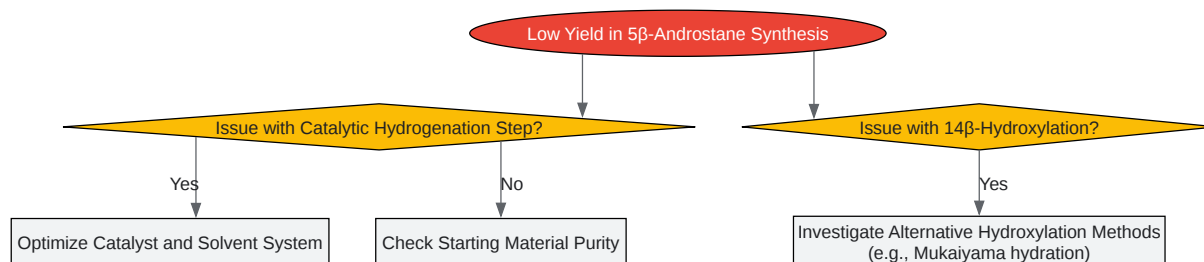 Low Yield in 5β-Androstane Synthesis
Issue with Catalytic Hydrogenation Step?
Issue with 14β-Hydroxylation?
Yes
No
Yes
Optimize Catalyst and Solvent System
Check Starting Material Purity
Investigate Alternative Hydroxylation Methods
(e.g., Mukaiyama hydration)